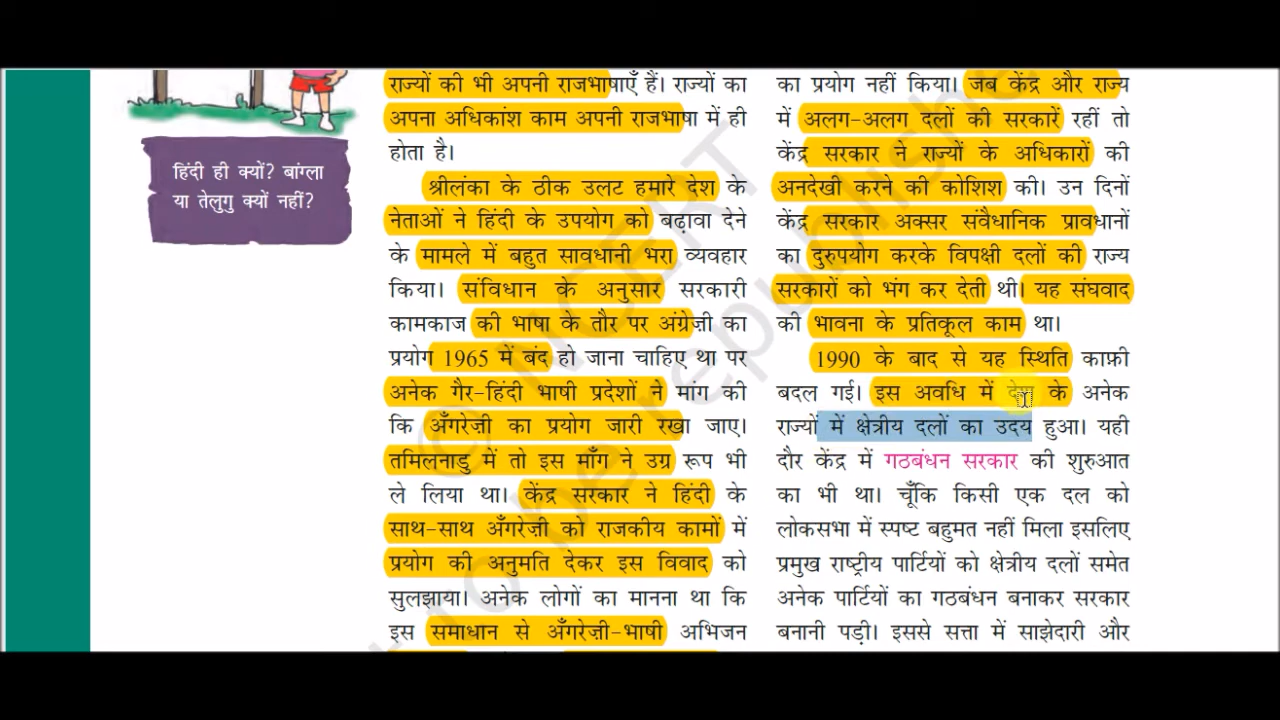 हिंदी ही क्यों? बांग्ला
या तेलुगु क्यों नहीं?
राज्यों की भी अपनी राजभाषाएँ हैं। राज्यों का
अपना अधिकांश काम अपनी राजभाषा में ही
होता है।
श्रीलंका के ठीक उलट हमारे देश के
नेताओं ने हिंदी के उपयोग को बढ़ावा देने
के मामले में बहुत सावधानी भरा व्यवहार
किया। संविधान के अनुसार सरकारी
कामकाज की भाषा के तौर पर अंग्रेज़ी का
प्रयोग 1965 में बंद हो जाना चाहिए था पर
अनेक गैर-हिंदी भाषी प्रदेशों ने मांग की
कि अँगरेज़ी का प्रयोग जारी रखा जाए।
तमिलनाडु में तो इस माँग ने उग्र रूप भी
ले लिया था। केंद्र सरकार ने हिंदी के
साथ-साथ अँगरेज़ी को राजकीय कामों में
प्रयोग की अनुमति देकर इस विवाद को
सुलझाया। अनेक लोगों का मानना था कि
इस समाधान से अँगरेज़ी-भाषी अभिजन
का प्रयोग नहीं किया। जब केंद्र और राज्य
में अलग-अलग दलों की सरकारें रहीं तो
केंद्र सरकार ने राज्यों के अधिकारों की
अनदेखी करने की कोशिश की। उन दिनों
केंद्र सरकार अक्सर संवैधानिक प्रावधानों
का दुरुपयोग करके विपक्षी दलों की राज्य
सरकारों को भंग कर देती थी। यह संघवाद
की भावना के प्रतिकूल काम था।
1990 के बाद से यह स्थिति काफ़ी
बदल गई। इस अवधि में देश के अनेक
राज्यों में क्षेत्रीय दलों का उदय हुआ। यही
दौर केंद्र में गठबंधन सरकार की शुरुआत
का भी था। चूँकि किसी एक दल को
लोकसभा में स्पष्ट बहुमत नहीं मिला इसलिए
प्रमुख राष्ट्रीय पार्टियों को क्षेत्रीय दलों समेत
अनेक पार्टियों का गठबंधन बनाकर सरकार
बनानी पड़ी। इससे सत्ता में साझेदारी और
© NCERT